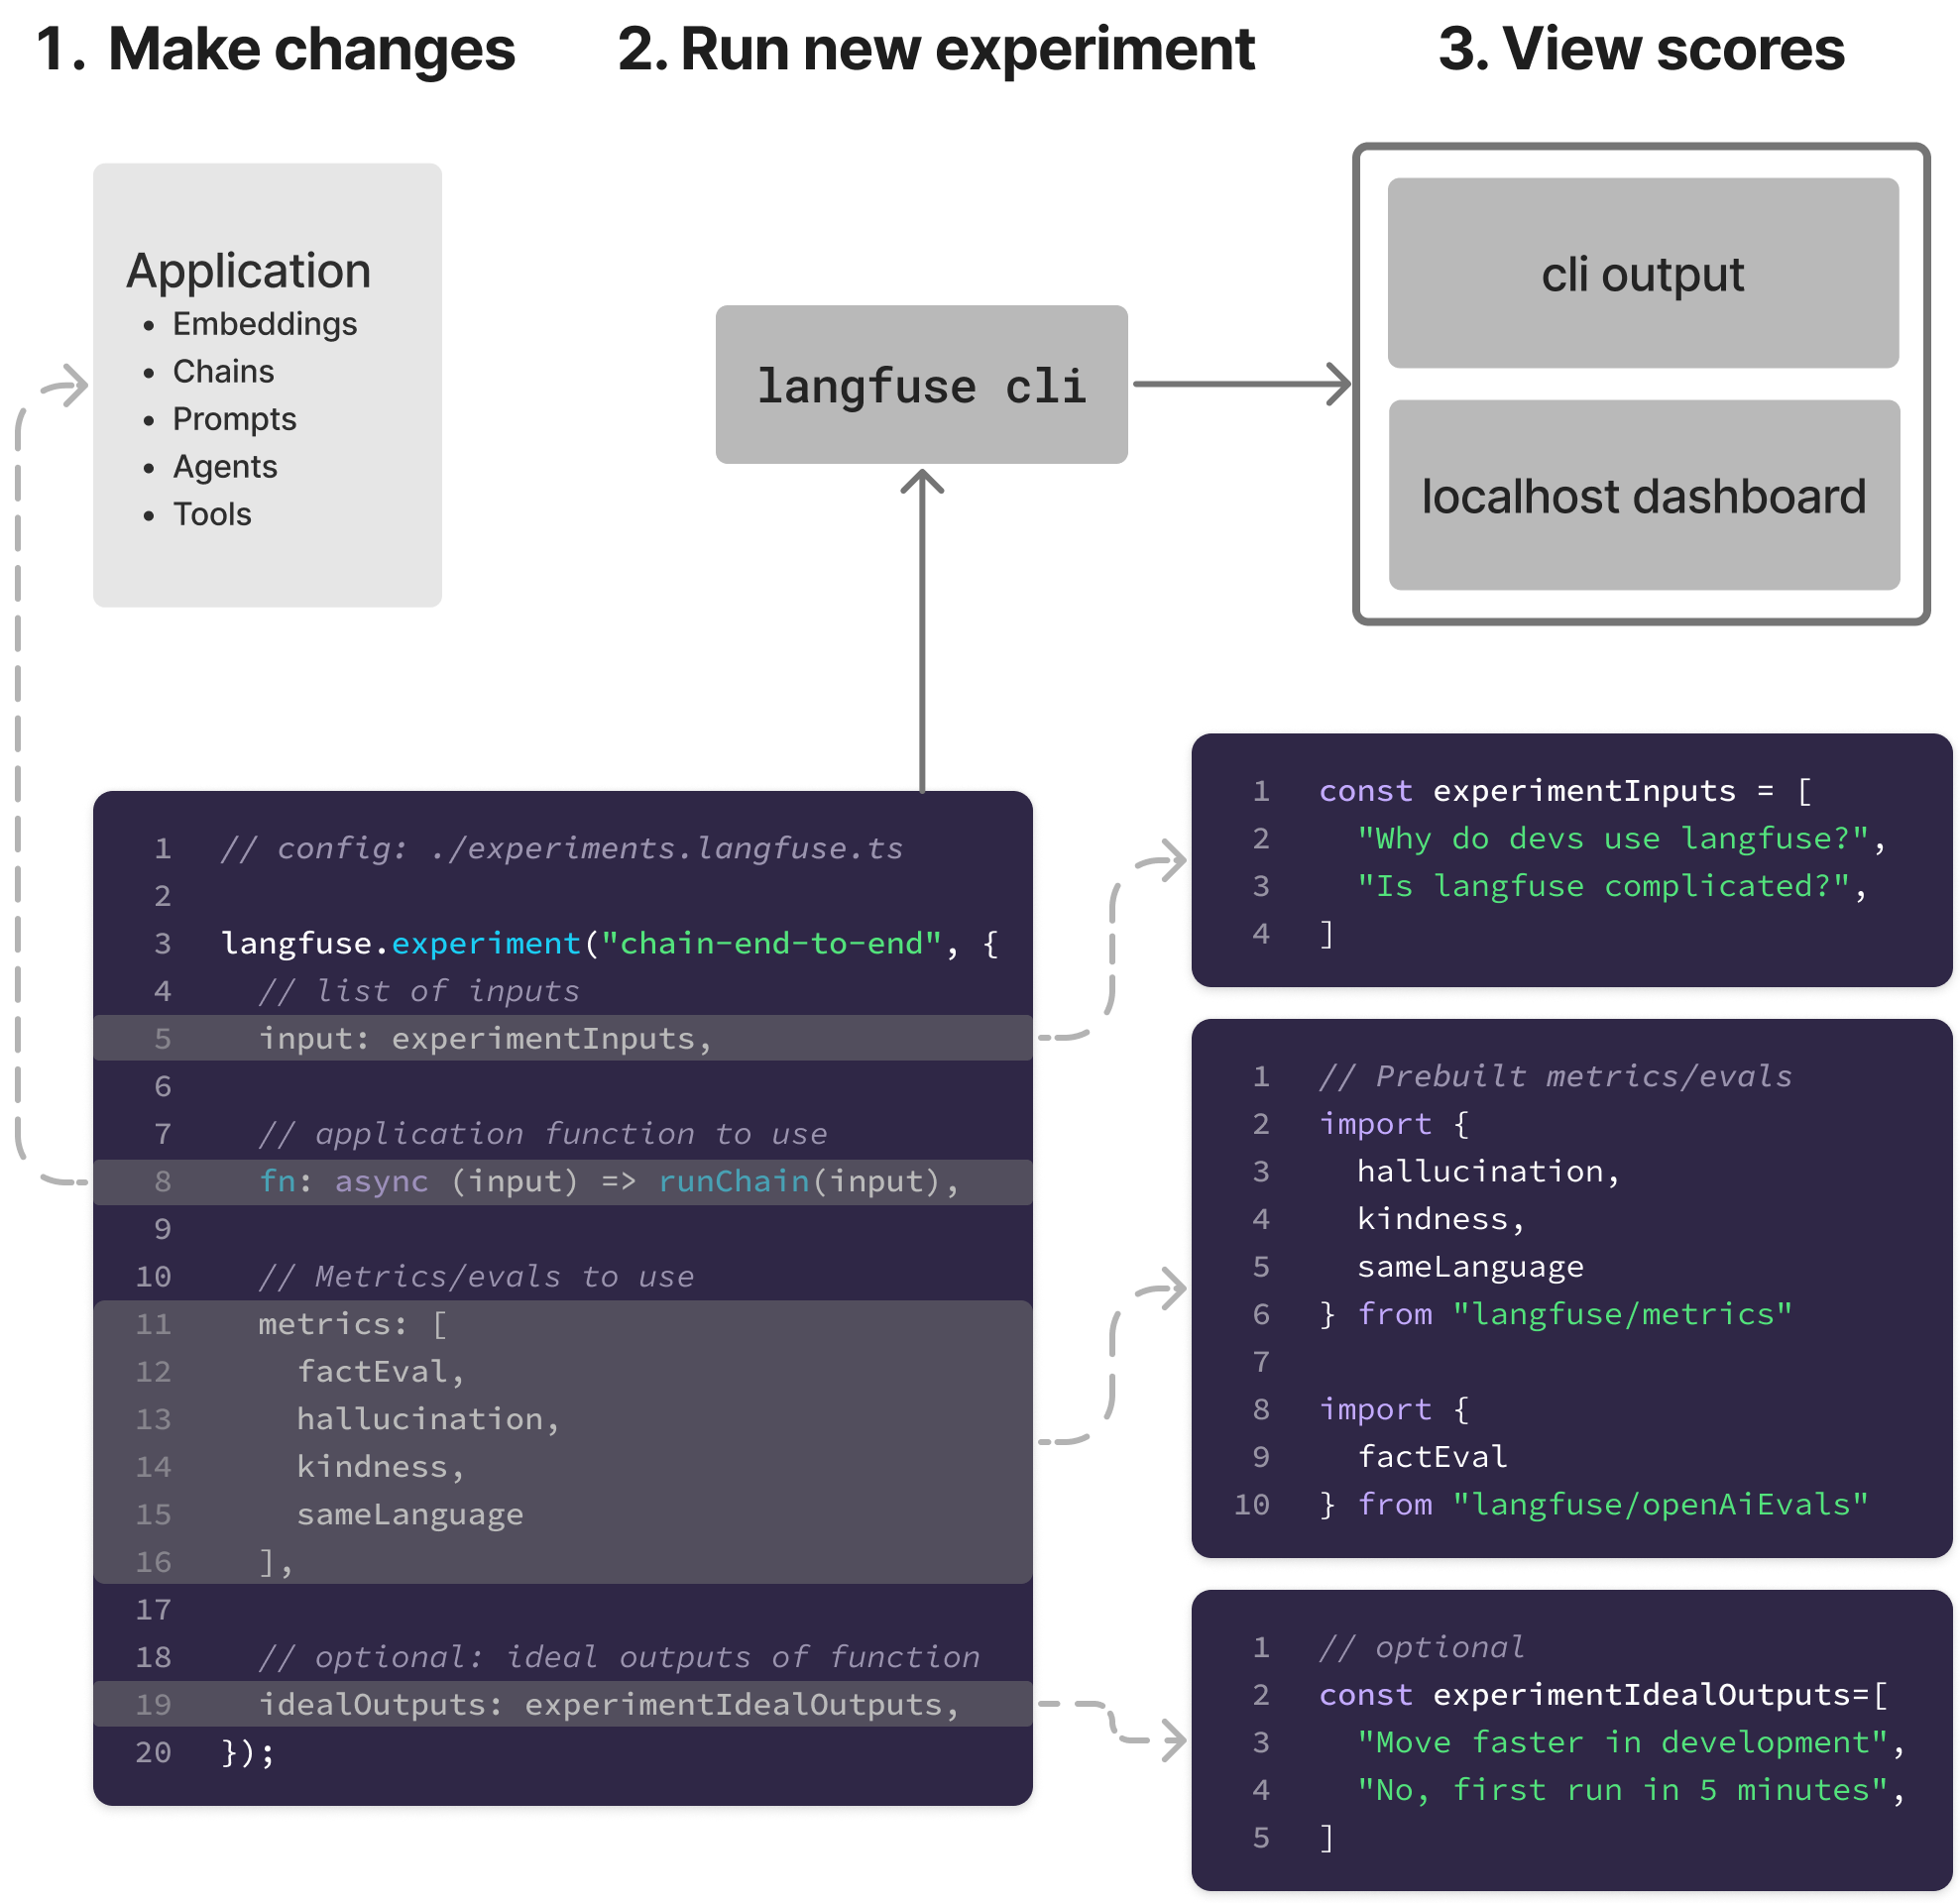 1. Make changes
2. Run new experiment
3. View scores
Application
• Embeddings
• Chains
• Prompts
• Agents
• Tools
langfuse cli
cli output
localhost dashboard
1 // config: ./experiments.langfuse.ts
2
3 langfuse.experiment("chain-end-to-end", {
4   // list of inputs
5   input: experimentInputs,
6
7   // application function to use
8   fn: async (input) => runChain(input),
9
10   // Metrics/evals to use
11   metrics: [
12     factEval,
13     hallucination,
14     kindness,
15     sameLanguage
16   ],
17
18   // optional: ideal outputs of function
19   idealOutputs: experimentIdealOutputs,
20 });
1 const experimentInputs = [
2   "Why do devs use langfuse?",
3   "Is langfuse complicated?",
4 ]
1 // Prebuilt metrics/evals
2 import {
3   hallucination,
4   kindness,
5   sameLanguage
6 } from "langfuse/metrics"
7
8 import {
9   factEval
10 } from "langfuse/openAiEvals"
1 // optional
2 const experimentIdealOutputs=[
3   "Move faster in development",
4   "No, first run in 5 minutes",
5 ]